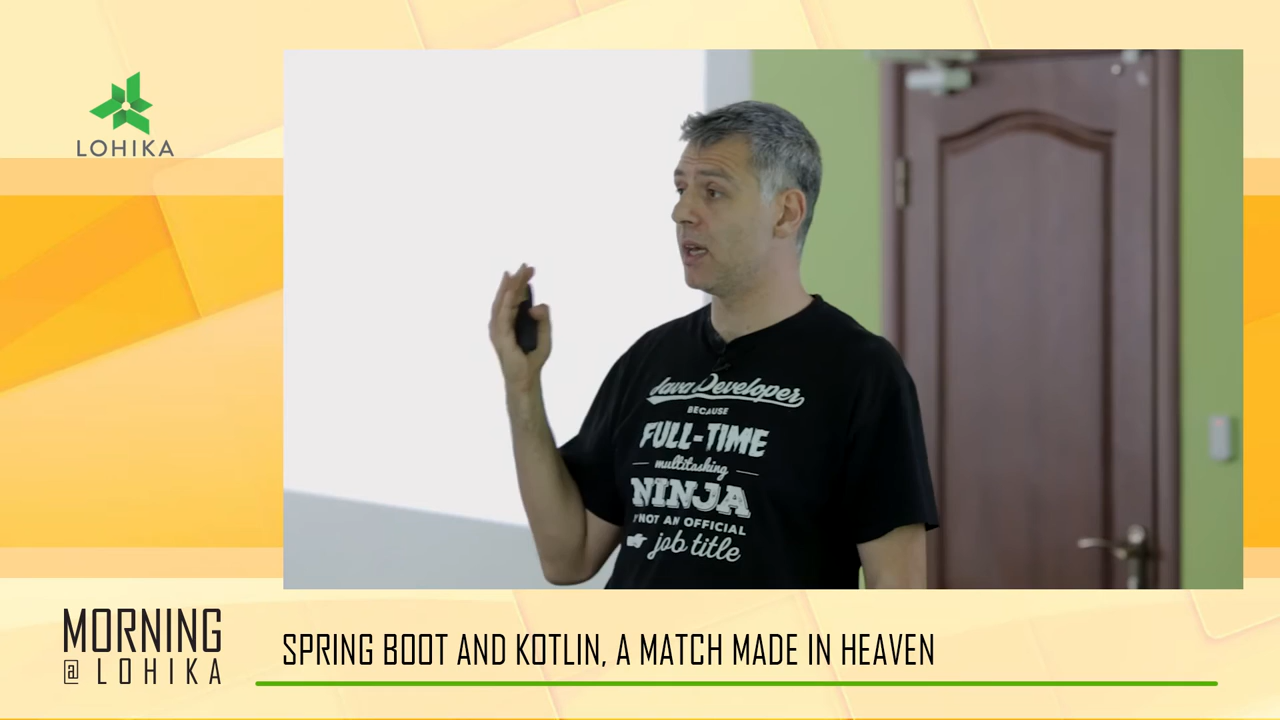 LOHIKA
Java Developer
BECAUSE
FULL-TIME
multitasking
NINJA
NOT AN OFFICIAL
job title
MORNING
@ LOHIKA
SPRING BOOT AND KOTLIN, A MATCH MADE IN HEAVEN